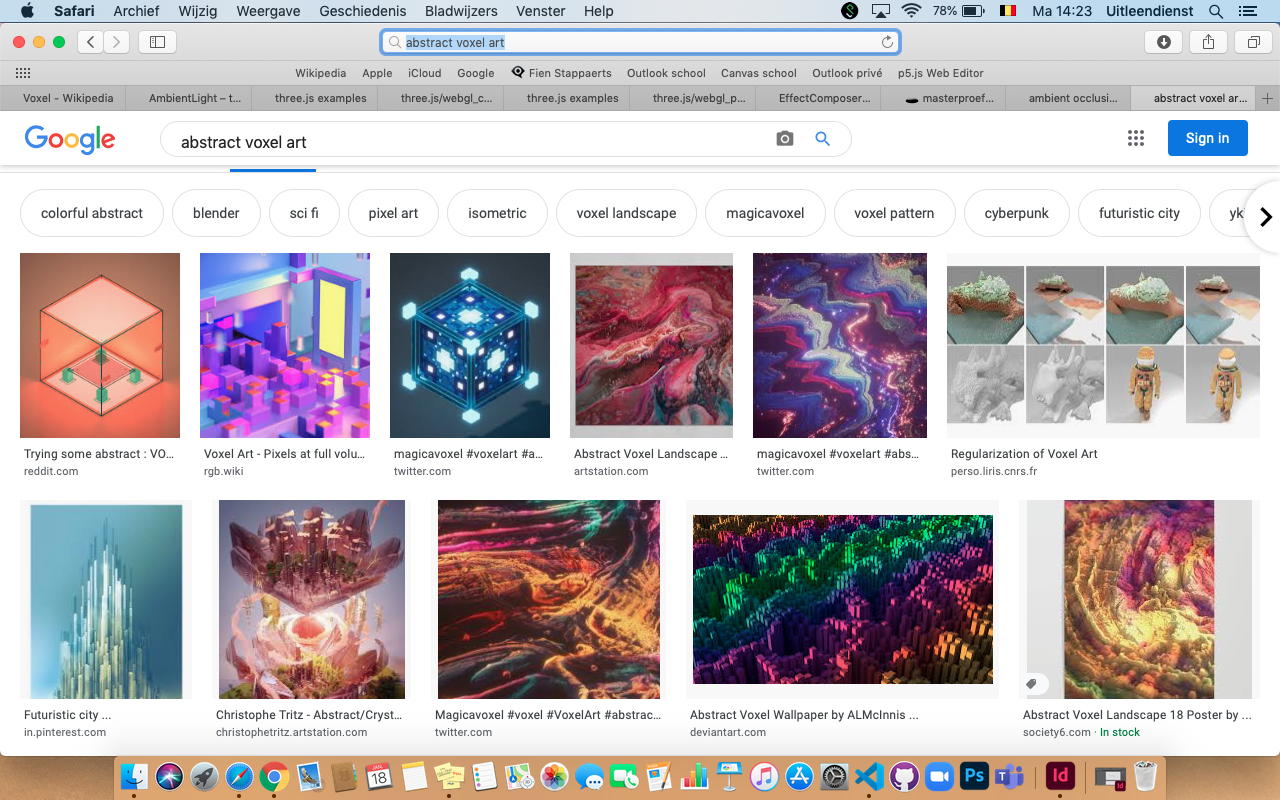 Safari Archief Wijzig Weergave Geschiedenis Bladwijzers Venster Help 78% Ma 14:23 Uitleendienst
abstract voxel art
Wikipedia Apple iCloud Google Fien Stappaerts Outlook school Canvas school Outlook privé p5.js Web Editor
Voxel - Wikipedia AmbientLight – t... three.js examples three.js/webgl_c... three.js examples three.js/webgl_p... EffectComposer... masterproef... ambient occlusi... abstract voxel ar...
Google abstract voxel art Sign in
colorful abstract blender sci fi pixel art isometric voxel landscape magicavoxel voxel pattern cyberpunk futuristic city yk
Trying some abstract : VO... Voxel Art - Pixels at full volu... magicavoxel #voxelart #a... Abstract Voxel Landscape ... magicavoxel #voxelart #abs... Regularization of Voxel Art
reddit.com rgb.wiki twitter.com artstation.com twitter.com perso.liris.cnrs.fr
Futuristic city ... Christophe Tritz - Abstract/Cryst... Magicavoxel #voxel #VoxelArt #abstrac... Abstract Voxel Wallpaper by ALMcInnis ... Abstract Voxel Landscape 18 Poster by ...
in.pinterest.com christophetritz.artstation.com twitter.com deviantart.com society6.com · In stock
JAN. 18 Ps Id